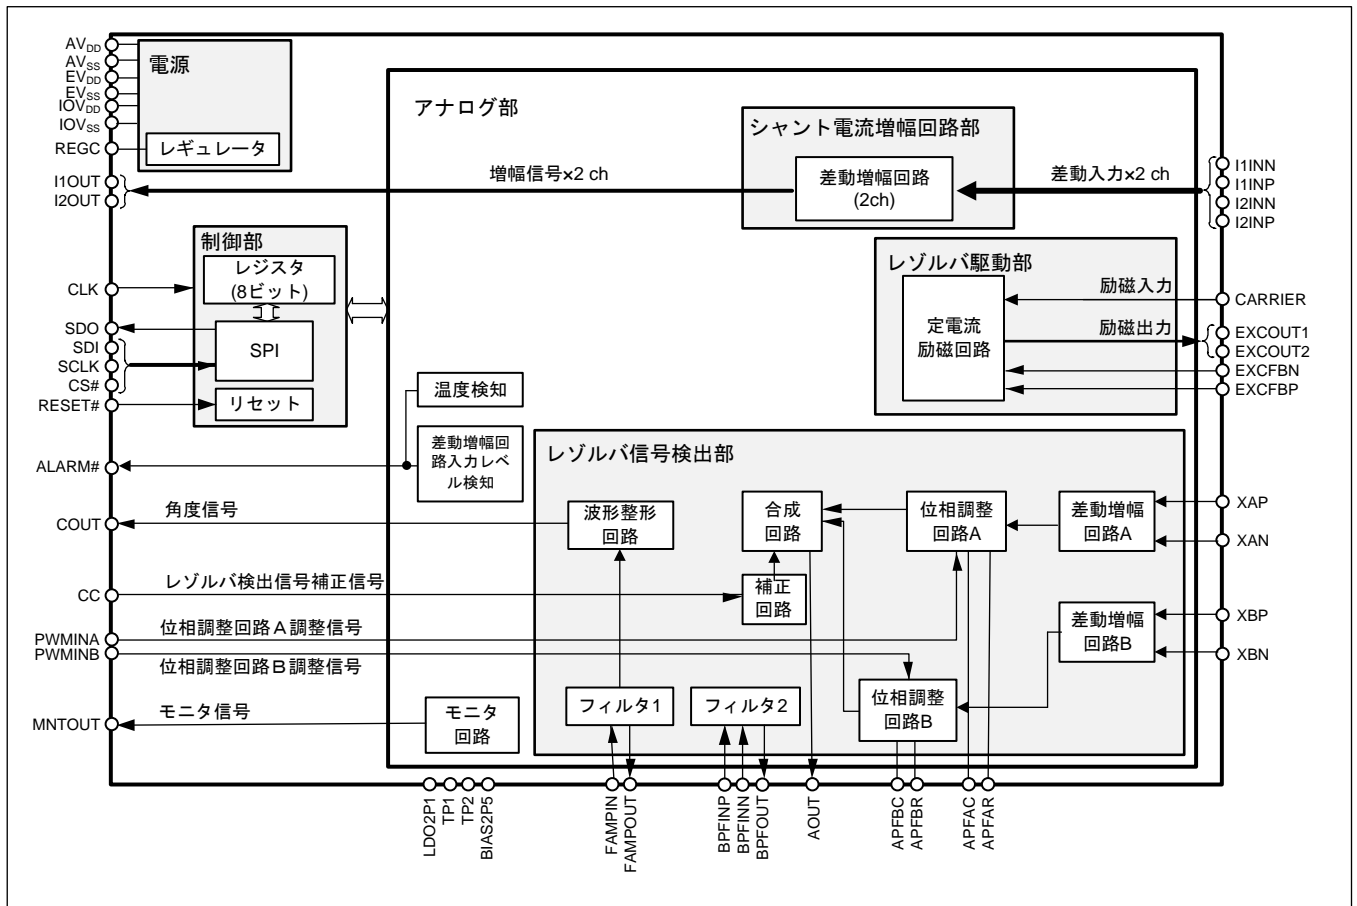 AVDD
AVSS
EVDD
EVSS
IOVDD
IOVSS
REGC
電源
レギュレータ
I1OUT
I2OUT
アナログ部
増幅信号×2 ch
シャント電流増幅回路部
差動増幅回路
(2ch)
差動入力×2 ch
I1INN
I1INP
I2INN
I2INP
制御部
レジスタ
(8ビット)
SPI
リセット
CLK
SDO
SDI
SCLK
CS#
RESET#
レゾルバ駆動部
定電流
励磁回路
励磁入力
励磁出力
CARRIER
EXCOUT1
EXCOUT2
EXCFBN
EXCFBP
温度検知
差動増幅回
路入力レベ
ル検知
ALARM#
レゾルバ信号検出部
COUT
角度信号
波形整形
回路
合成
回路
位相調整
回路A
差動増幅
回路A
XAP
XAN
CC
レゾルバ検出信号補正信号
補正
回路
PWMINA
PWMINB
位相調整回路A調整信号
位相調整回路B調整信号
差動増幅
回路B
XBP
XBN
フィルタ1
フィルタ2
位相調整
回路B
MNTOUT
モニタ信号
モニタ
回路
LDO2P1
TP1
TP2
BIAS2P5
FAMPIN
FAMPOUT
BPFINP
BPFINN
BPFOUT
AOUT
APFBC
APFBR
APFAC
APFAR